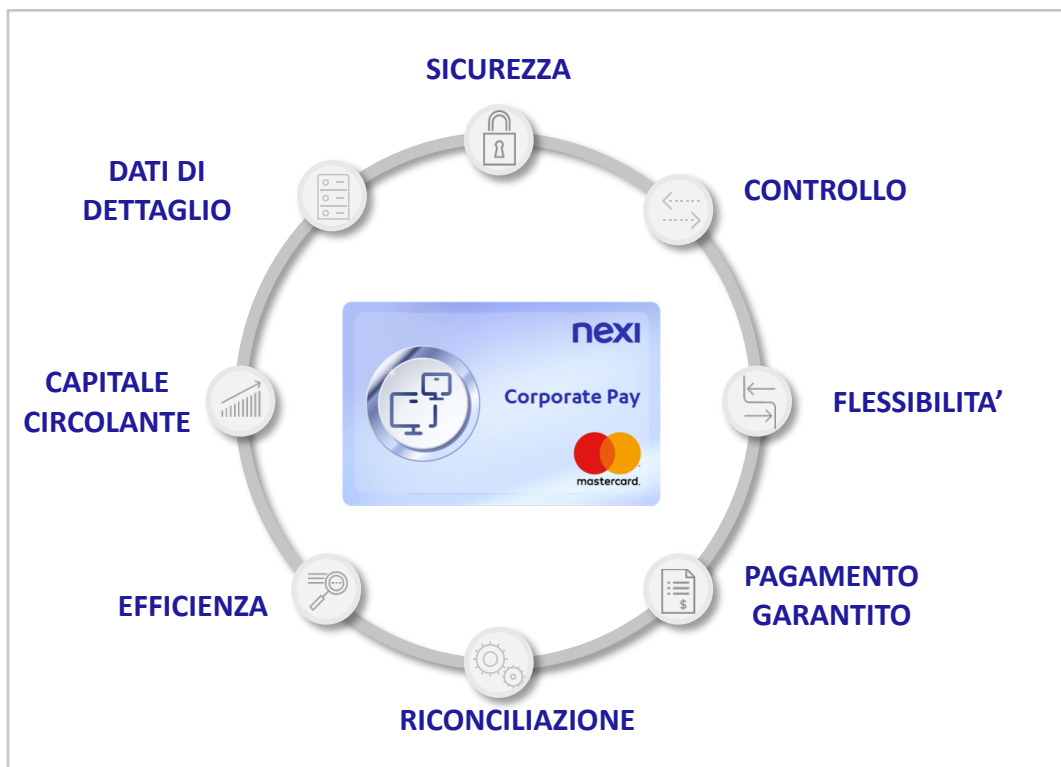 SICUREZZA
DATI DI
DETTAGLIO
CONTROLLO
nexi
Corporate Pay
mastercard.
CAPITALE
CIRCOLANTE
FLESSIBILITA’
EFFICIENZA
PAGAMENTO
GARANTITO
$
RICONCILIAZIONE